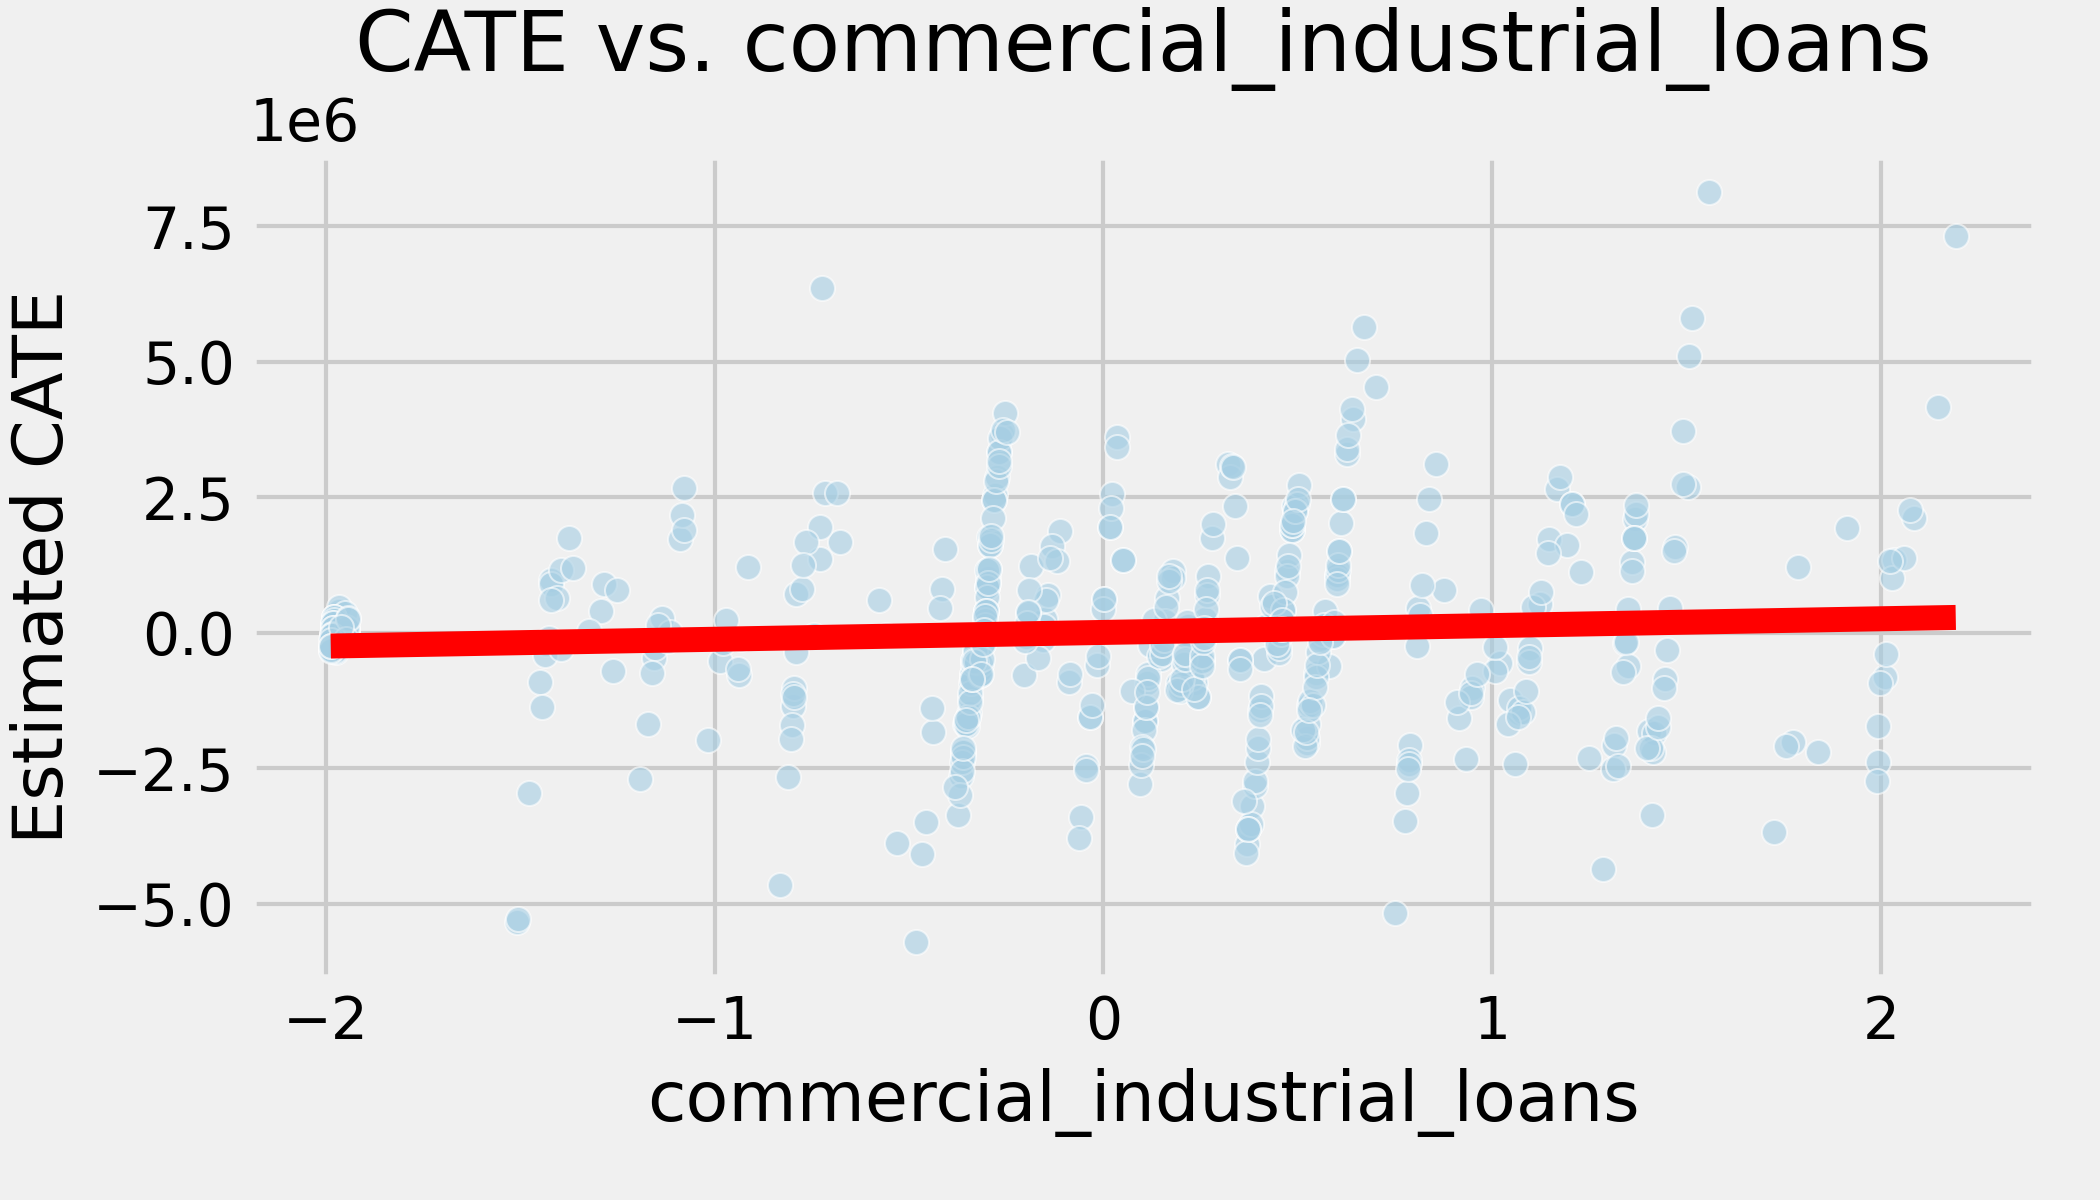 CATE vs. commercial_industrial_loans
1e6
7.5
5.0
2.5
0.0
−2.5
−5.0
Estimated CATE
−2 −1 0 1 2
commercial_industrial_loans